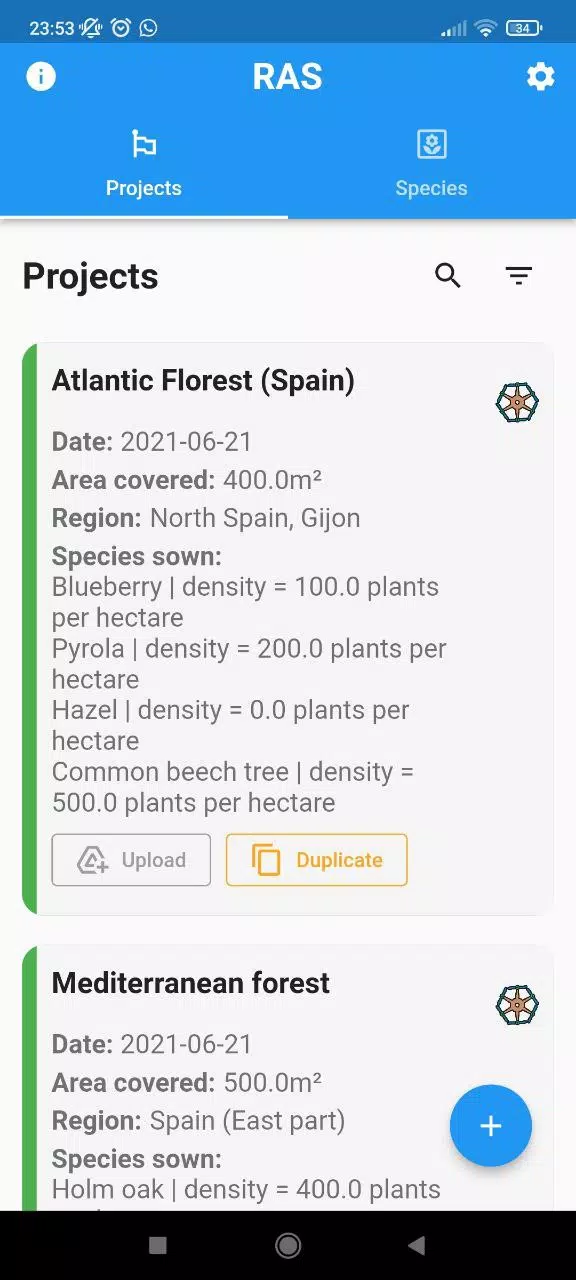 23:53
34
RAS
Projects
Species
Projects
Atlantic Florest (Spain)
Date: 2021-06-21
Area covered: 400.0m²
Region: North Spain, Gijon
Species sown:
Blueberry | density = 100.0 plants
per hectare
Pyrola | density = 200.0 plants per
hectare
Hazel | density = 0.0 plants per
hectare
Common beech tree | density =
500.0 plants per hectare
Upload
Duplicate
Mediterranean forest
Date: 2021-06-21
Area covered: 500.0m²
Region: Spain (East part)
Species sown:
Holm oak | density = 400.0 plants